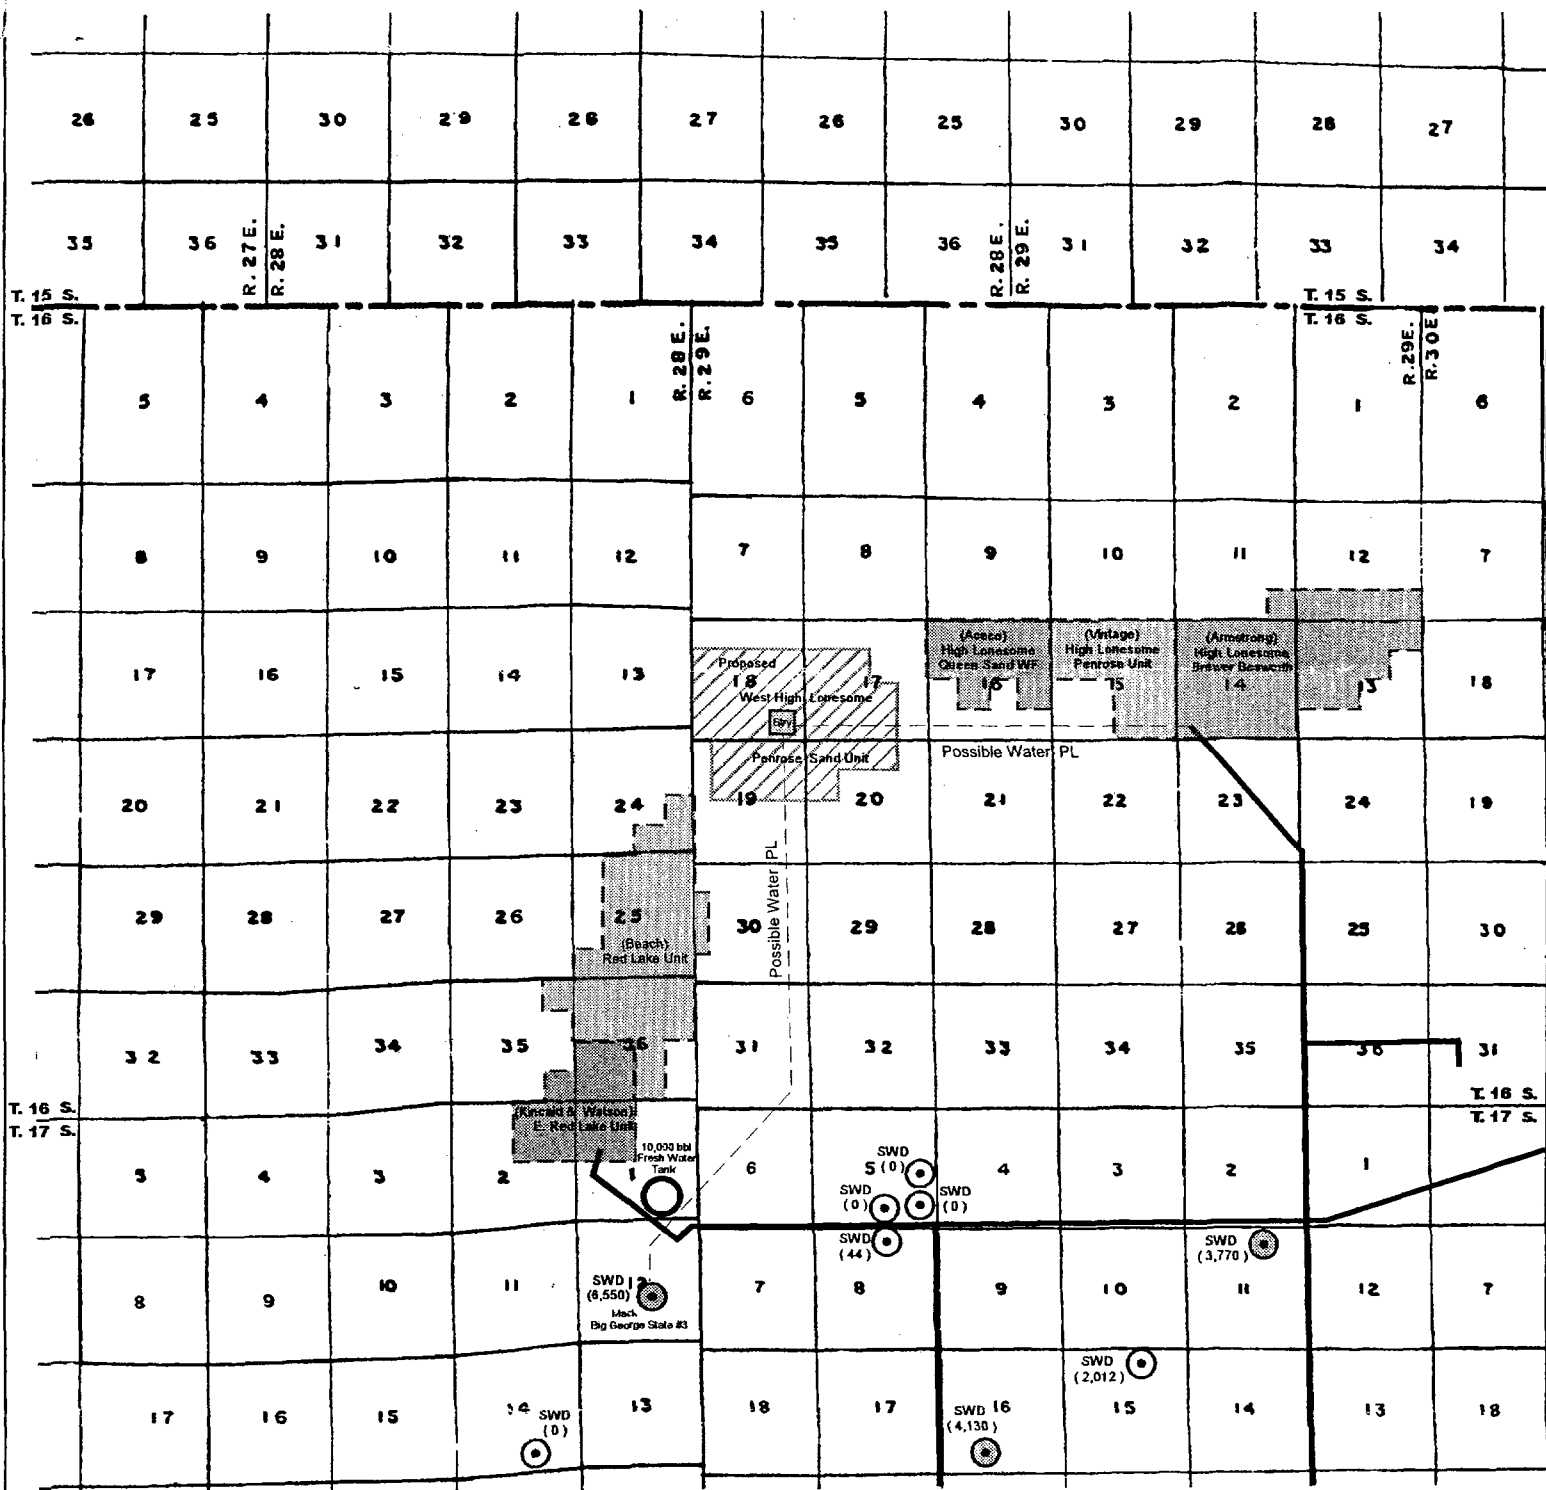 26 25 30 29 28 27 26 25 30 29 28 27
35 36 R. 27 E. R. 28 E. 31 32 33 34 35 36 R. 28 E. R. 29 E. 31 32 33 34
T. 15 S. T. 15 S.
T. 16 S. T. 16 S.
R. 28 E. R. 29 E. R. 29 E. R. 30 E
5 4 3 2 1 6 5 4 3 2 1 6
8 9 10 11 12 7 8 9 10 11 12 7
(Aceco) (Vintage) (Armstrong)
High Lonesome High Lonesome High Lonesome
Queen Sand WF Penrose Unit Brewer Bosworth
Proposed
17 16 15 14 13 18 17 16 15 14 13 18
West High Lonesome
Possible Water PL
Penrose Sand Unit
20 21 22 23 24 19 20 21 22 23 24 19
Possible Water PL
29 28 27 26 25 30 29 28 27 26 25 30
(Beach)
Red Lake Unit
32 33 34 35 36 31 32 33 34 35 36 31
T. 16 S. T. 16 S.
T. 17 S. T. 17 S.
(Kincaid & Watson)
E. Red Lake Unit
10,000 bbl
Fresh Water
Tank
5 4 3 2 1 6 5 4 3 2 1
SWD
(0)
SWD
(0)
SWD
(0)
SWD
(44)
SWD
(3,770)
8 9 10 11 12 7 8 9 10 11 12 7
SWD
(6,550)
Mack
Big George State #3
SWD
(2,012)
17 16 15 14 13 18 17 16 15 14 13 18
SWD
(0)
SWD
(4,130)